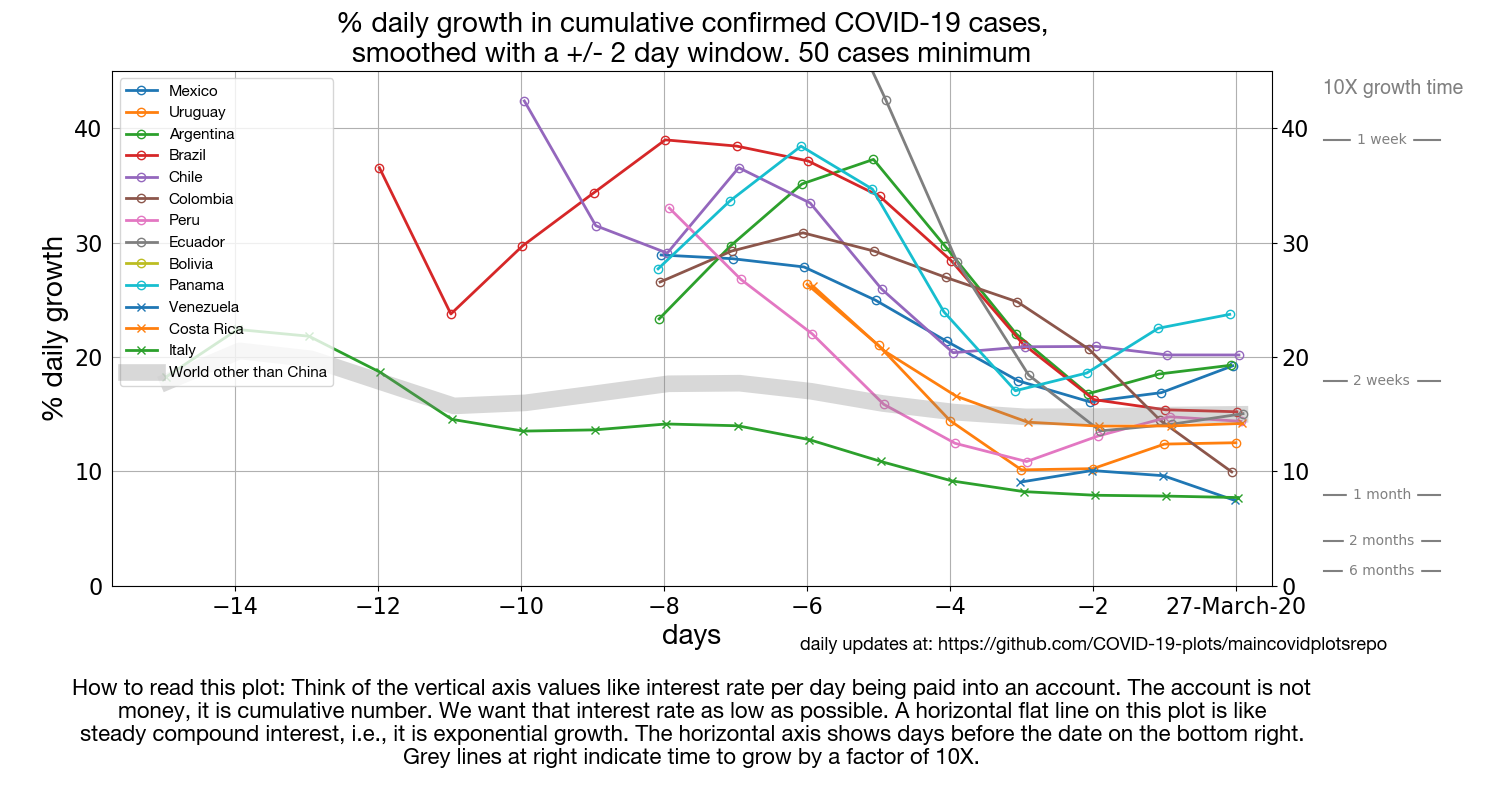 % daily growth in cumulative confirmed COVID-19 cases,
smoothed with a +/- 2 day window. 50 cases minimum
10X growth time
1 week
2 weeks
1 month
2 months
6 months
% daily growth
40
30
20
10
0
Mexico
Uruguay
Argentina
Brazil
Chile
Colombia
Peru
Ecuador
Bolivia
Panama
Venezuela
Costa Rica
Italy
World other than China
40
30
20
10
0
−14
−12
−10
−8
−6
−4
−2
27-March-20
days
daily updates at: https://github.com/COVID-19-plots/maincovidplotsrepo
How to read this plot: Think of the vertical axis values like interest rate per day being paid into an account. The account is not
money, it is cumulative number. We want that interest rate as low as possible. A horizontal flat line on this plot is like
steady compound interest, i.e., it is exponential growth. The horizontal axis shows days before the date on the bottom right.
Grey lines at right indicate time to grow by a factor of 10X.